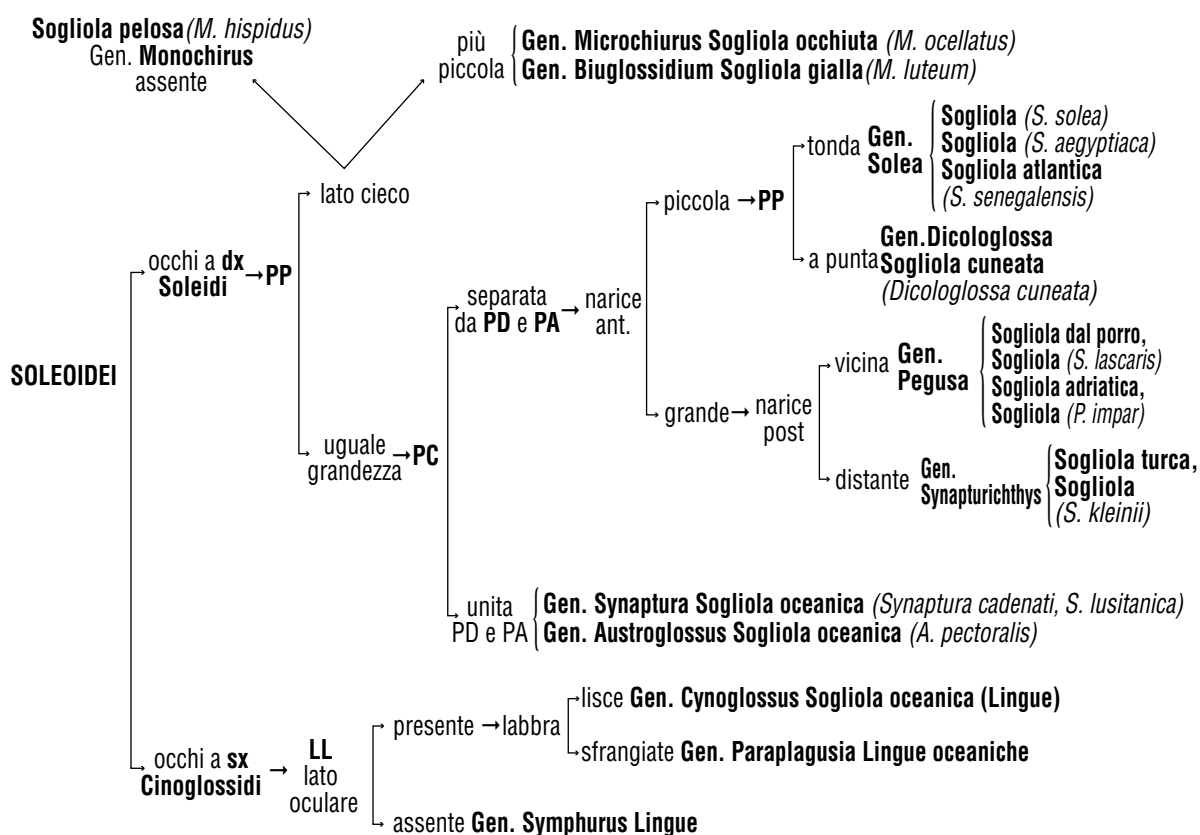 Sogliola pelosa(M. hispidus)
Gen. Monochirus
assente
più
piccola
Gen. Microchiurus Sogliola occhiuta (M. ocellatus)
Gen. Biuglossidium Sogliola gialla(M. luteum)
lato cieco
occhi a dx
Soleidi
PP
SOLEOIDEI
uguale
grandezza
PC
separata
da PD e PA
narice
ant.
piccola
PP
tonda
Gen.
Solea
Sogliola (S. solea)
Sogliola (S. aegyptiaca)
Sogliola atlantica
(S. senegalensis)
a punta
Gen.Dicologlossa
Sogliola cuneata
(Dicologlossa cuneata)
grande
narice
post
vicina
Gen.
Pegusa
Sogliola dal porro,
Sogliola (S. lascaris)
Sogliola adriatica,
Sogliola (P. impar)
distante
Gen.
Synapturichthys
Sogliola turca,
Sogliola
(S. kleinii)
unita
PD e PA
Gen. Synaptura Sogliola oceanica (Synaptura cadenati, S. lusitanica)
Gen. Austroglossus Sogliola oceanica (A. pectoralis)
occhi a sx
Cinoglossidi
LL
lato
oculare
presente
labbra
lisce Gen. Cynoglossus Sogliola oceanica (Lingue)
sfrangiate Gen. Paraplagusia Lingue oceaniche
assente Gen. Symphurus Lingue